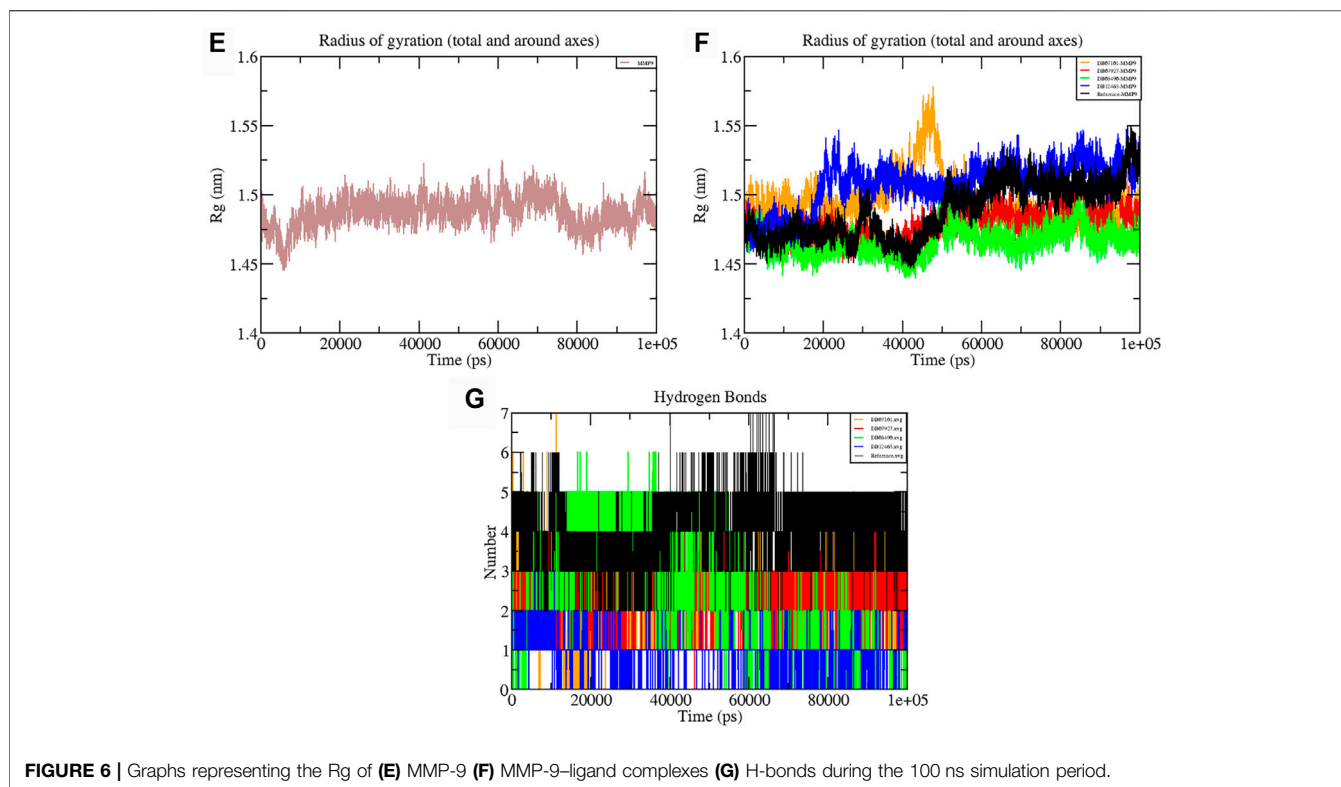 E
Radius of gyration (total and around axes)
MMP9
1.6
1.55
1.5
1.45
1.4
Rg (nm)
0 20000 40000 60000 80000 1e+05
Time (ps)
F
Radius of gyration (total and around axes)
Reference-MMP9
1.6
1.55
1.5
1.45
1.4
Rg (nm)
0 20000 40000 60000 80000 1e+05
Time (ps)
G
Hydrogen Bonds
Reference.xvg
7
6
5
4
3
2
1
0
Number
0 20000 40000 60000 80000 1e+05
Time (ps)
FIGURE 6 | Graphs representing the Rg of (E) MMP-9 (F) MMP-9–ligand complexes (G) H-bonds during the 100 ns simulation period.